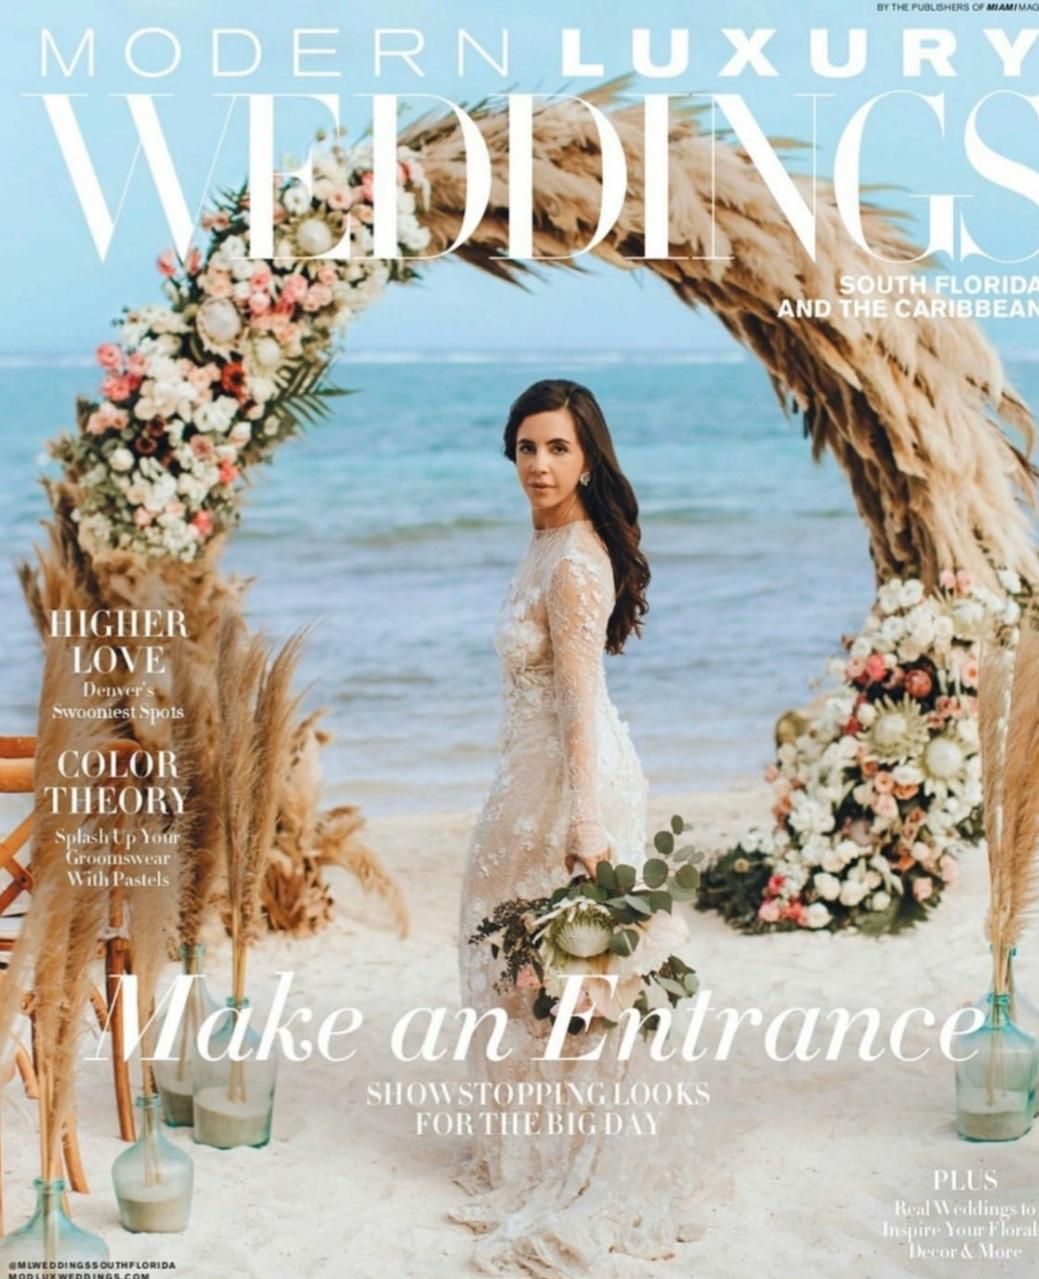 BY THE PUBLISHERS OF MIAMI MAG
MODERN LUXURY
WEDDINGS
SOUTH FLORIDA
AND THE CARIBBEAN
HIGHER
LOVE
Denver's
Swooniest Spots
COLOR
THEORY
Splash Up Your
Groomswear
With Pastels
Make an Entrance
SHOWSTOPPING LOOKS
FOR THE BIG DAY
PLUS
Real Weddings to
Inspire Your Floral
Decor & More
@MLWEDDINGSSOUTHFLORIDA
MODLUXWEDDINGS.COM